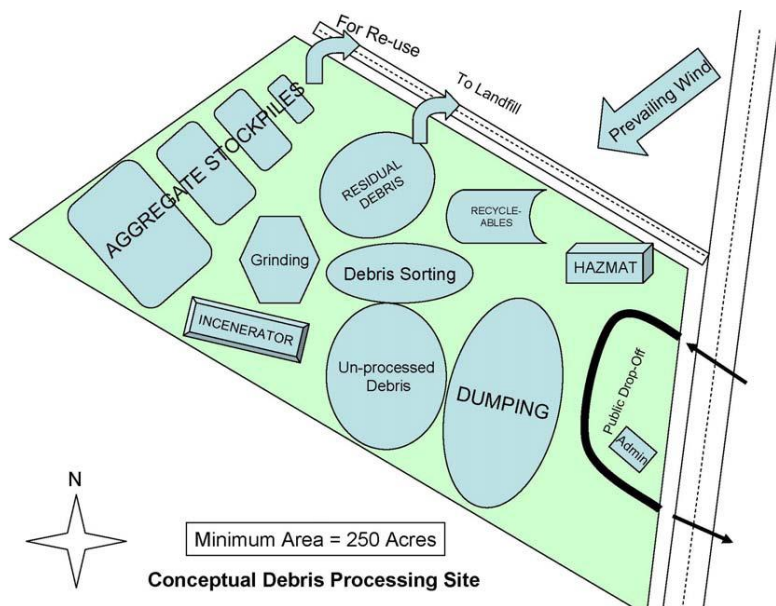 For Re-use
To Landfill
Prevailing Wind
AGGREGATE STOCKPILES
RESIDUAL
DEBRIS
RECYCLE-
ABLES
Grinding
Debris Sorting
HAZMAT
INCENERATOR
Un-processed
Debris
DUMPING
Public Drop-Off
Admin
N
Minimum Area = 250 Acres
Conceptual Debris Processing Site